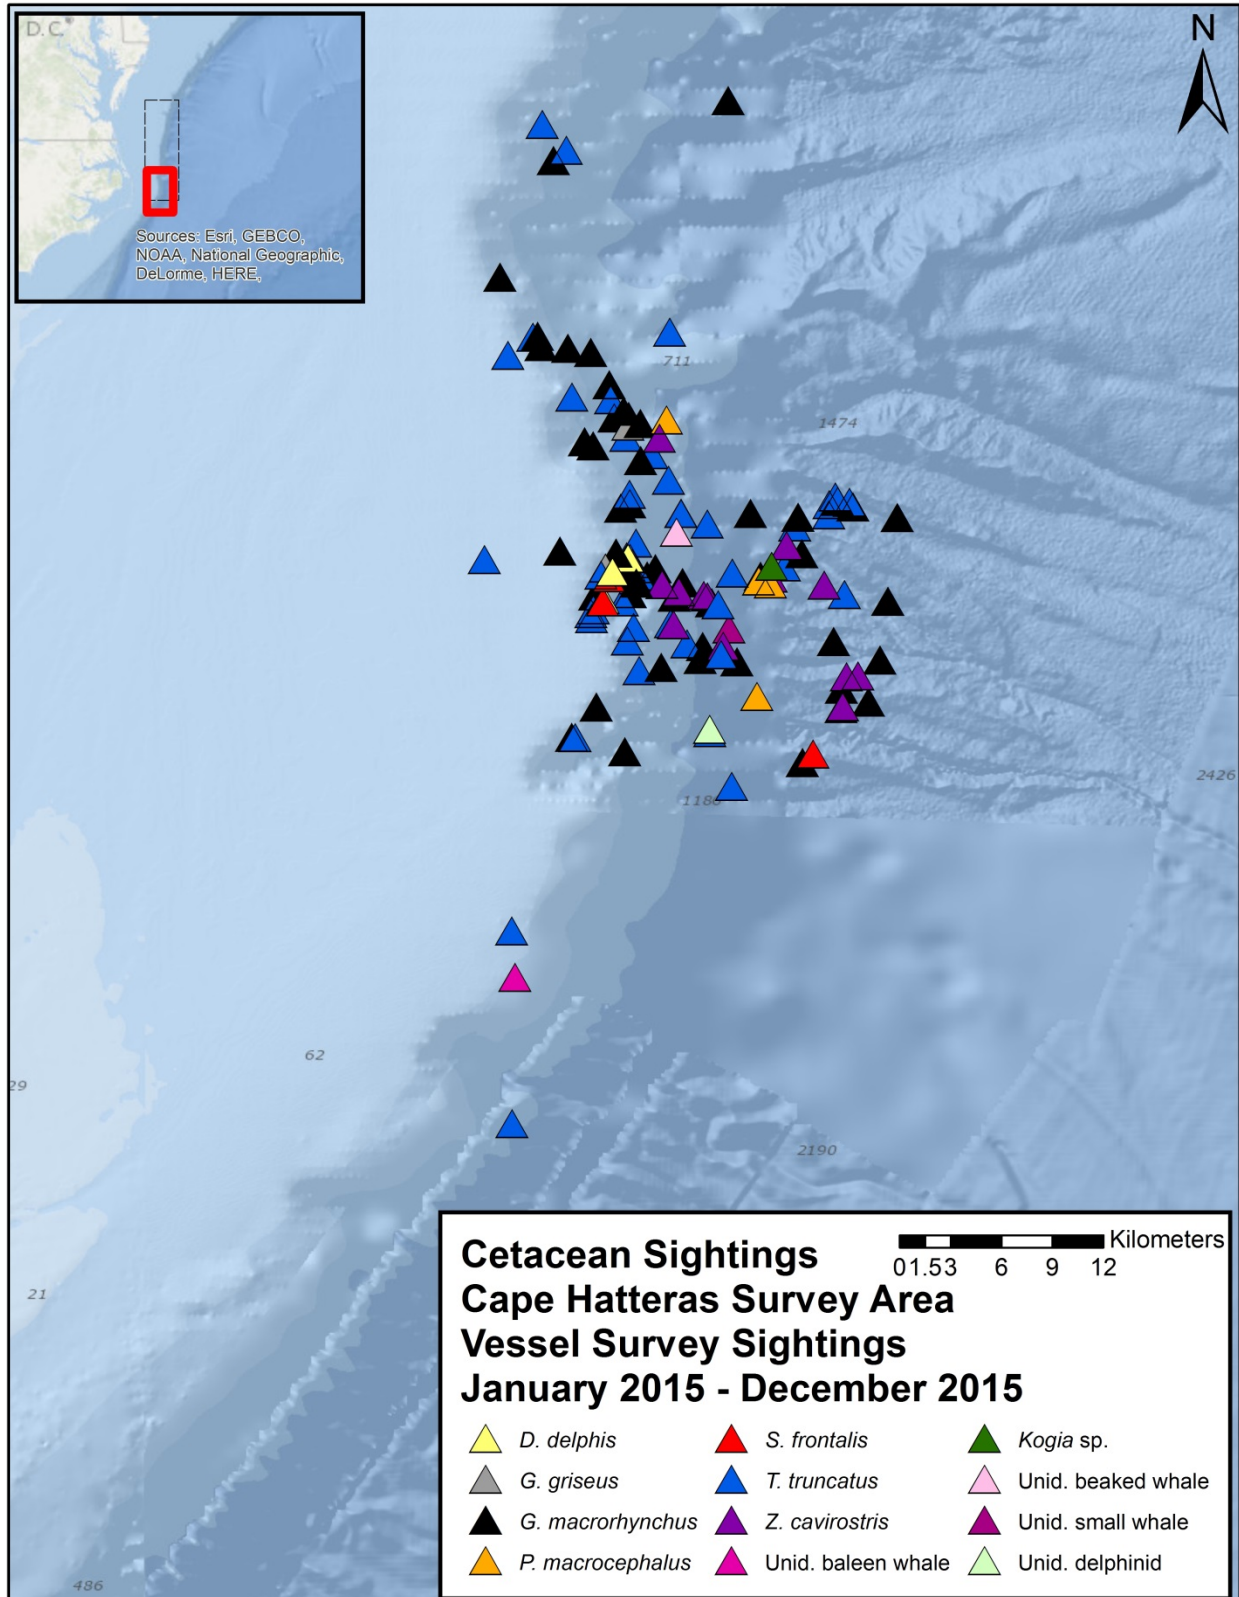 D.C.
Sources: Esri, GEBCO,
NOAA, National Geographic,
DeLorme, HERE,
N
711
1474
2426
1180
62
29
2190
21
486
Cetacean Sightings
Cape Hatteras Survey Area
Vessel Survey Sightings
January 2015 - December 2015
Kilometers
0 1.5 3 6 9 12
D. delphis
G. griseus
G. macrorhynchus
P. macrocephalus
S. frontalis
T. truncatus
Z. cavirostris
Unid. baleen whale
Kogia sp.
Unid. beaked whale
Unid. small whale
Unid. delphinid